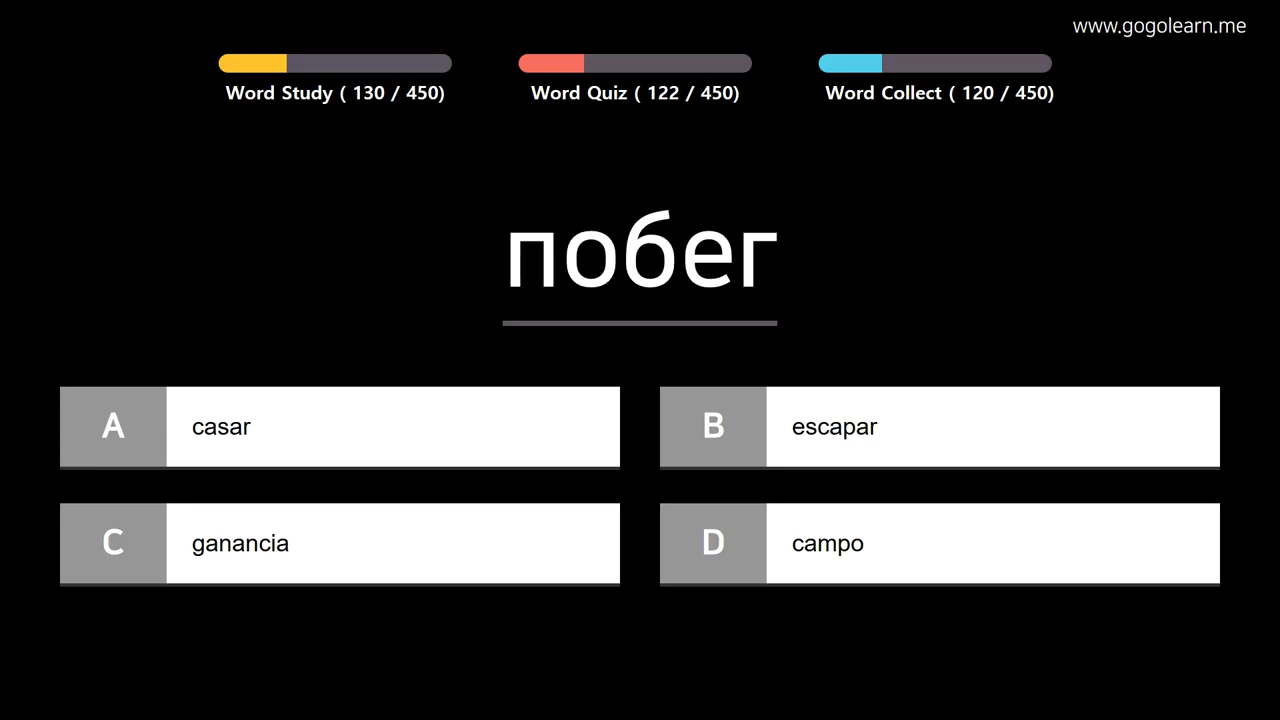 www.gogolearn.me
Word Study ( 130 / 450)
Word Quiz ( 122 / 450)
Word Collect ( 120 / 450)
побег
A casar
B escapar
C ganancia
D campo